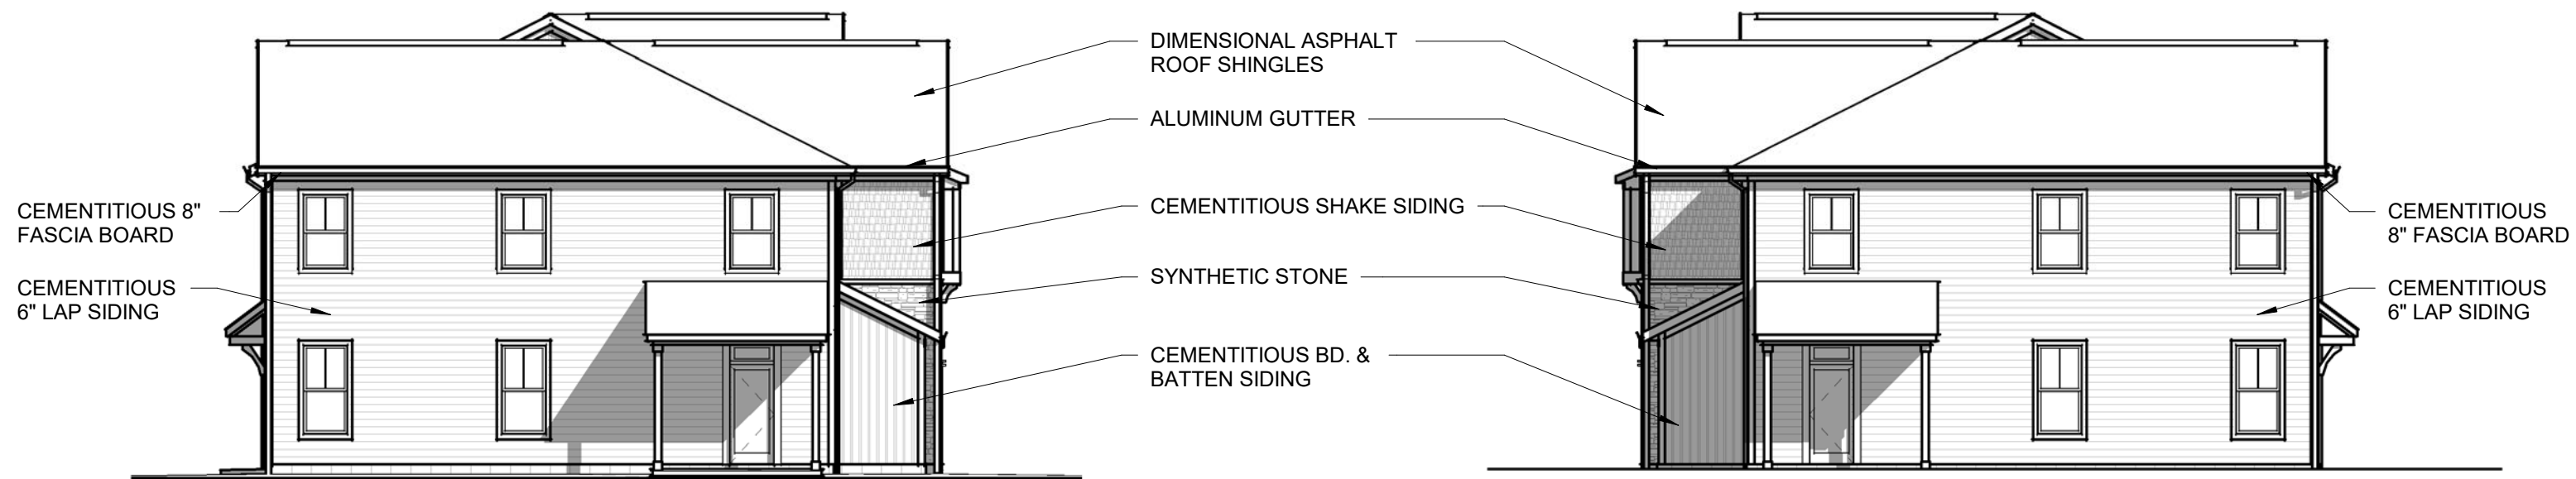 DIMENSIONAL ASPHALT
ROOF SHINGLES
ALUMINUM GUTTER
CEMENTITIOUS 8"
FASCIA BOARD
CEMENTITIOUS SHAKE SIDING
CEMENTITIOUS
8" FASCIA BOARD
CEMENTITIOUS
6" LAP SIDING
SYNTHETIC STONE
CEMENTITIOUS
6" LAP SIDING
CEMENTITIOUS BD. &
BATTEN SIDING